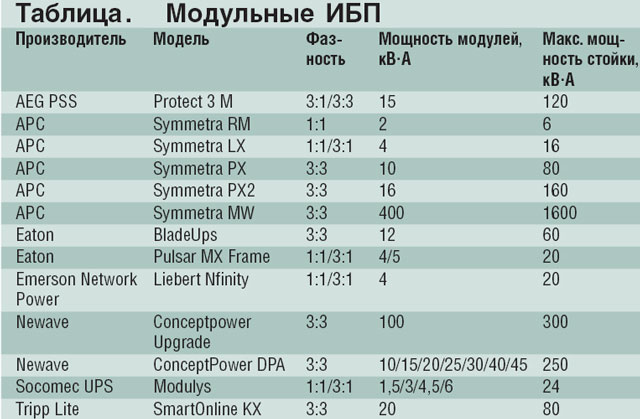 Таблица. Модульные ИБП
Производитель Модель Фаз- Мощность модулей, Макс. мощ-
ность кВ·А ность стойки,
кВ·А
AEG PSS Protect 3 M 3:1/3:3 15 120
APC Symmetra RM 1:1 2 6
APC Symmetra LX 1:1/3:1 4 16
APC Symmetra PX 3:3 10 80
APC Symmetra PX2 3:3 16 160
APC Symmetra MW 3:3 400 1600
Eaton BladeUps 3:3 12 60
Eaton Pulsar MX Frame 1:1/3:1 4/5 20
Emerson Network Liebert Nfinity 1:1/3:1 4 20
Power
Newave Conceptpower 3:3 100 300
Upgrade
Newave ConceptPower DPA 3:3 10/15/20/25/30/40/45 250
Socomec UPS Modulys 1:1/3:1 1,5/3/4,5/6 24
Tripp Lite SmartOnline KX 3:3 20 80